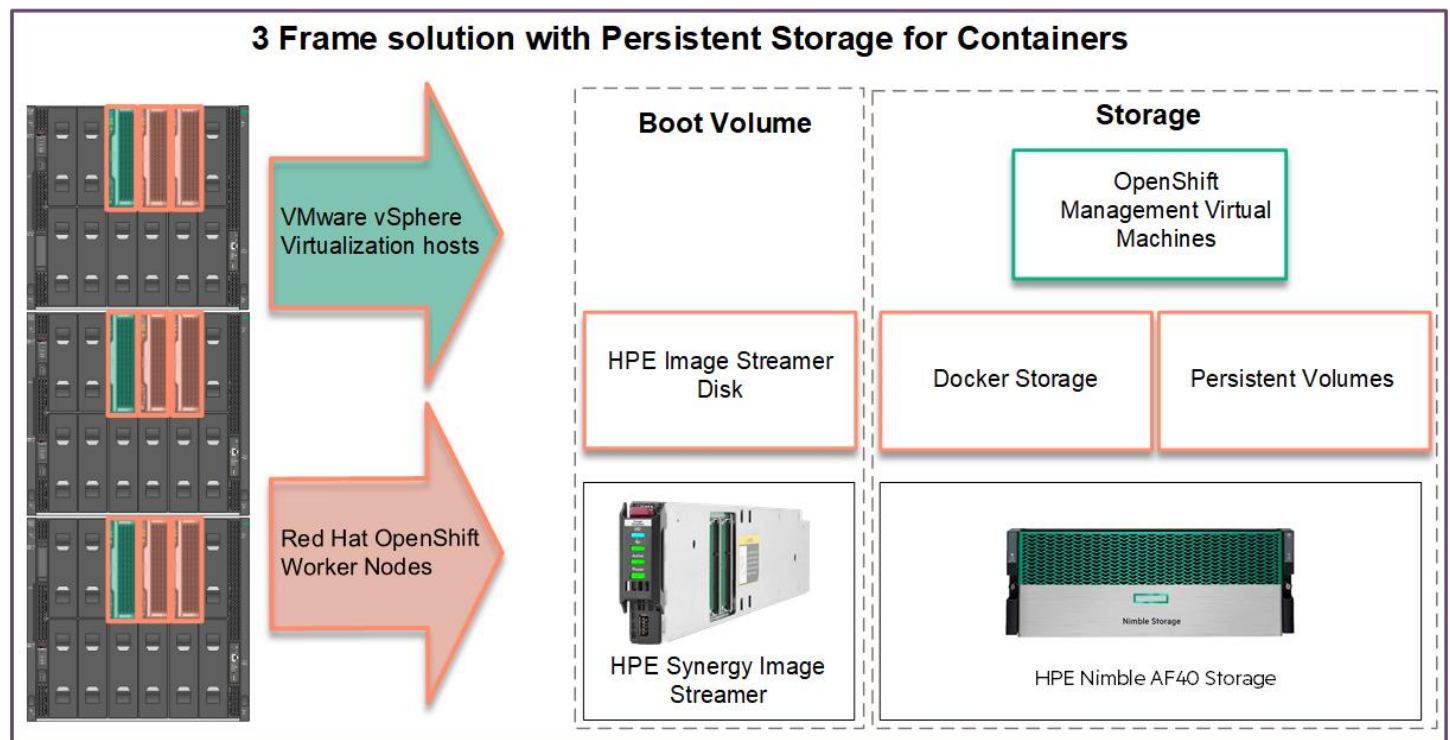 3 Frame solution with Persistent Storage for Containers
VMware vSphere
Virtualization hosts
Red Hat OpenShift
Worker Nodes
Boot Volume
HPE Image Streamer
Disk
HPE Synergy Image
Streamer
Storage
OpenShift
Management Virtual
Machines
Docker Storage
Persistent Volumes
Nimble Storage
HPE Nimble AF40 Storage